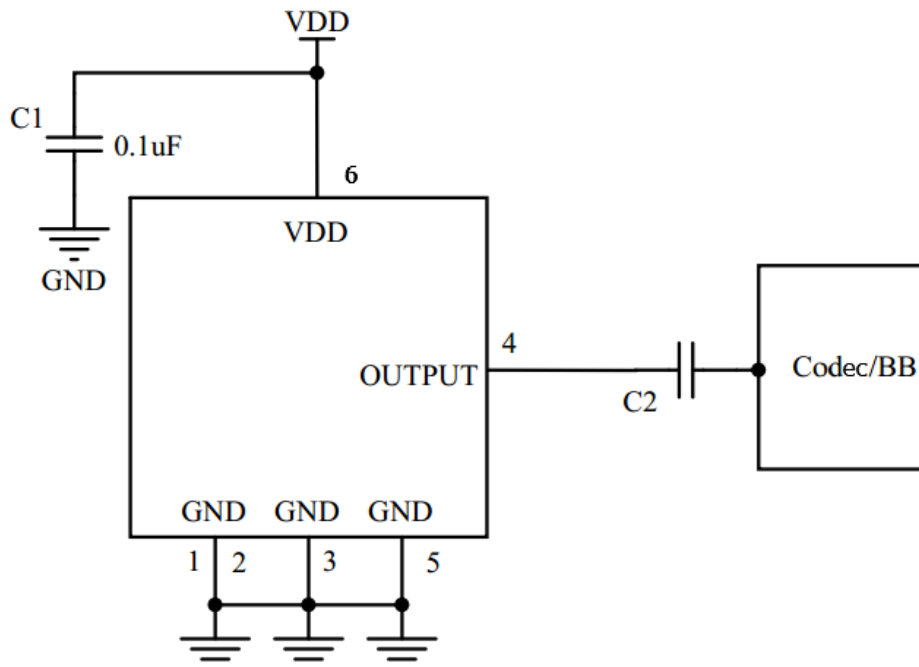 VDD
C1
0.1uF
GND
6
VDD
4
OUTPUT
C2
Codec/BB
GND GND GND
1 2 3 5